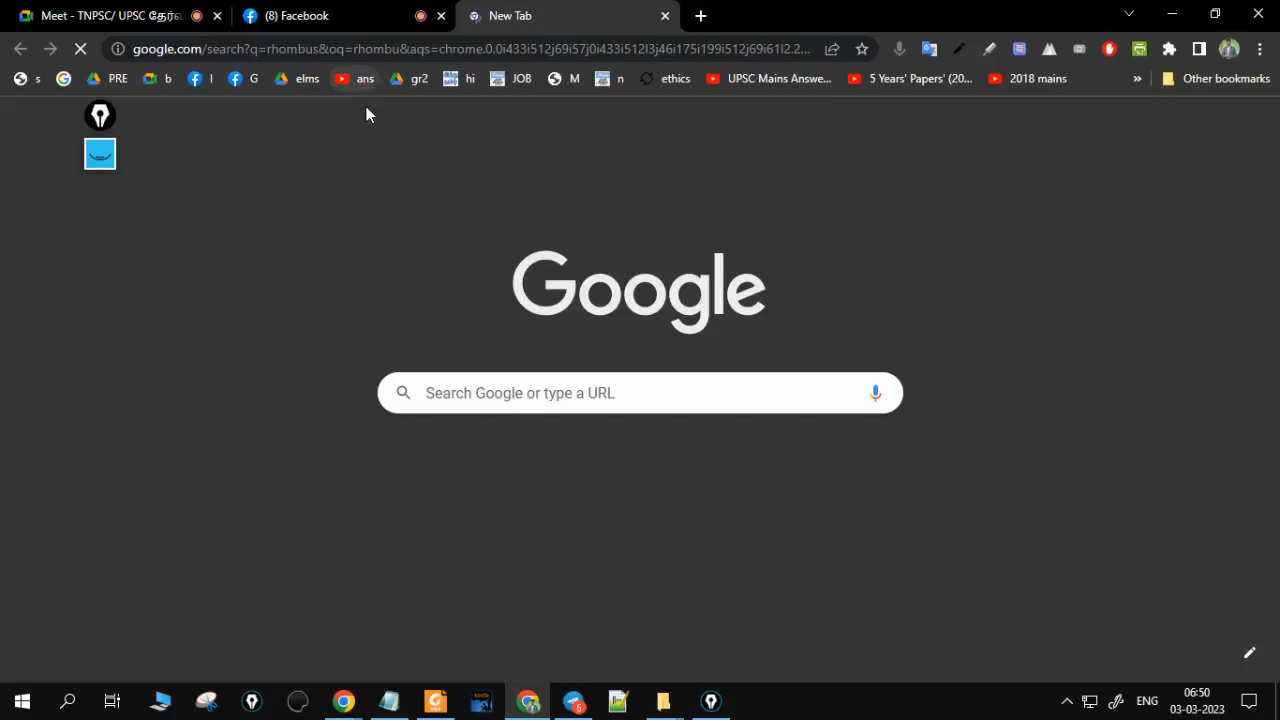 Meet - TNPSC/ UPSC தேர்வு
(8) Facebook
New Tab
google.com/search?q=rhombus&oq=rhombu&aqs=chrome.0.0i433i512j69i57j0i433i512l3j46i175i199i512j69i61l2.2...
s
PRE
b
l
G
elms
ans
gr2
hi
JOB
M
n
ethics
UPSC Mains Answe...
5 Years' Papers' (20...
2018 mains
»
Other bookmarks
Google
Search Google or type a URL
kindle
5
ENG
06:50
03-03-2023